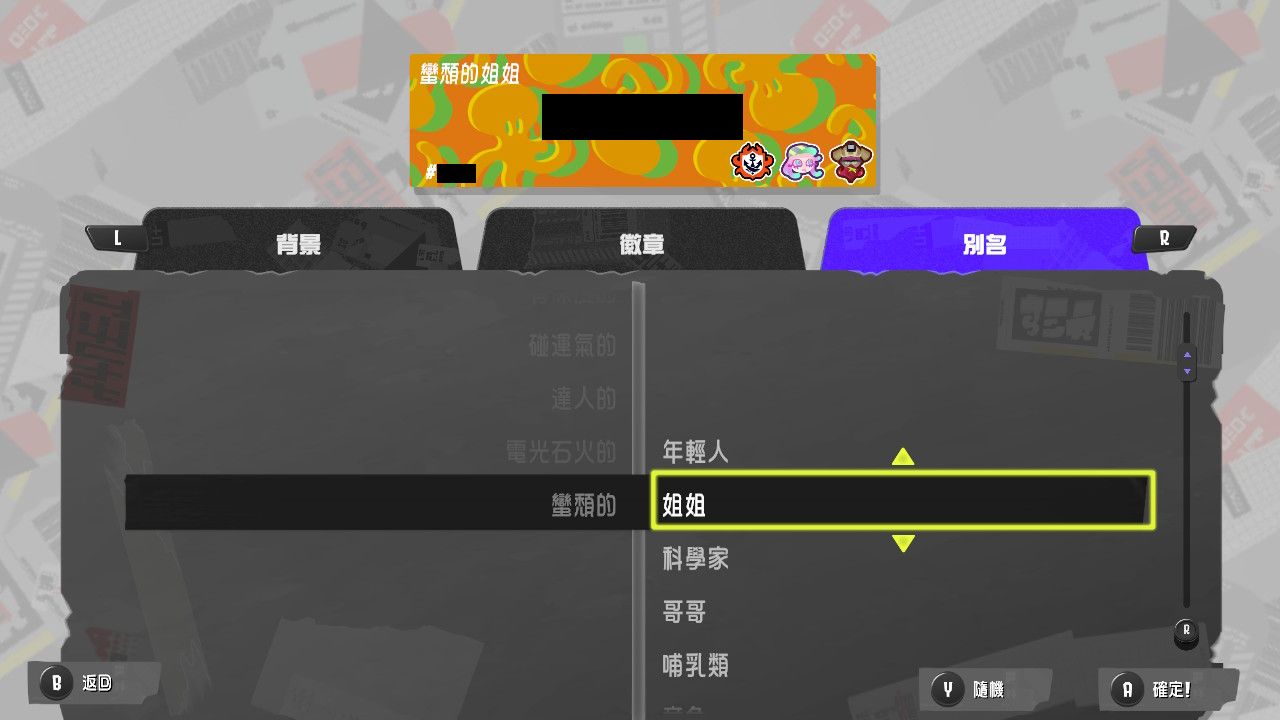 蠻頹的姐姐
#
L
背景
徽章
別名
R
碰運氣的
達人的
電光石火的
蠻頹的
年輕人
姐姐
科學家
哥哥
哺乳類
R
B 返回
Y 隨機
A 確定!